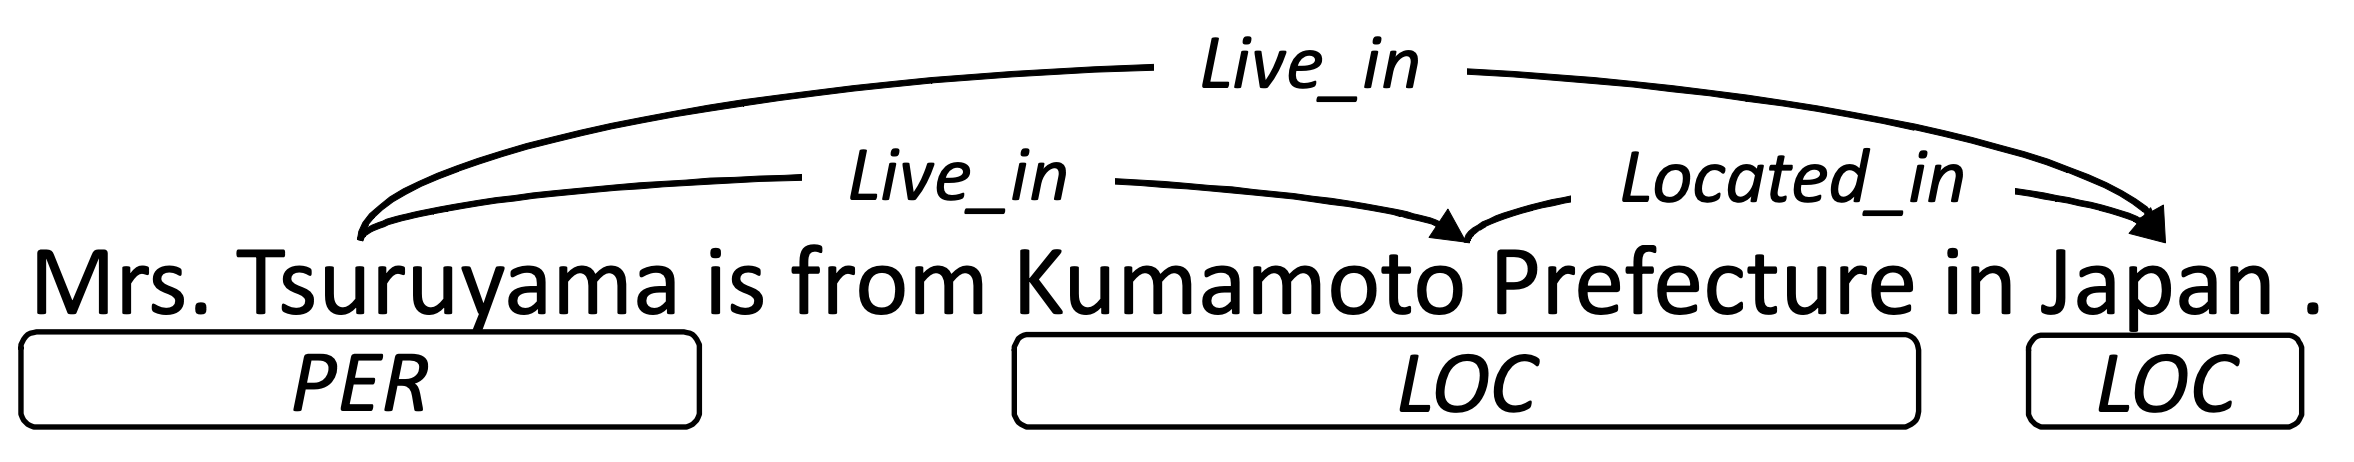 Live_in
Live_in Located_in
Mrs. Tsuruyama is from Kumamoto Prefecture in Japan .
PER LOC LOC